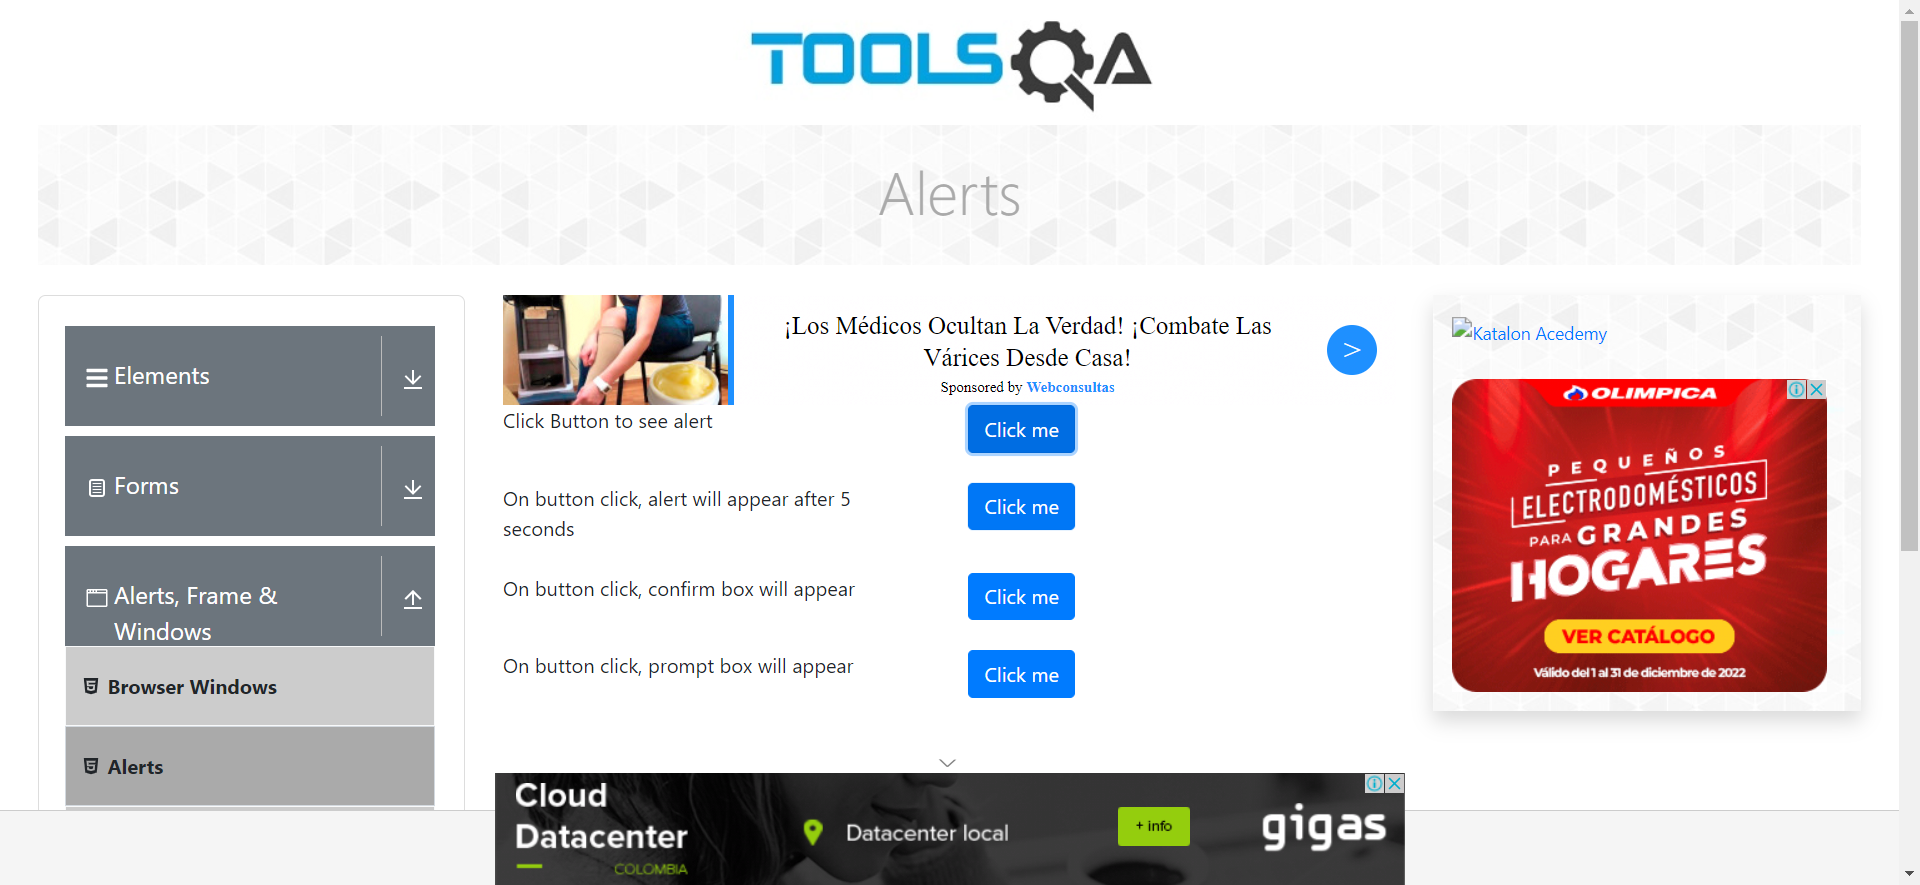 TOOLSQA
Alerts
Elements
Forms
Alerts, Frame &
Windows
Browser Windows
Alerts
¡Los Médicos Ocultan La Verdad! ¡Combate Las
Várices Desde Casa!
Sponsored by Webconsultas
>
Click Button to see alert
Click me
On button click, alert will appear after 5
seconds
Click me
On button click, confirm box will appear
Click me
On button click, prompt box will appear
Click me
Katalon Acedemy
OLIMPICA
PEQUEÑOS
ELECTRODOMÉSTICOS
PARA GRANDES
HOGARES
VER CATÁLOGO
Válido del 1 al 31 de diciembre de 2022
Cloud
Datacenter
COLOMBIA
Datacenter local
+ info
gigas